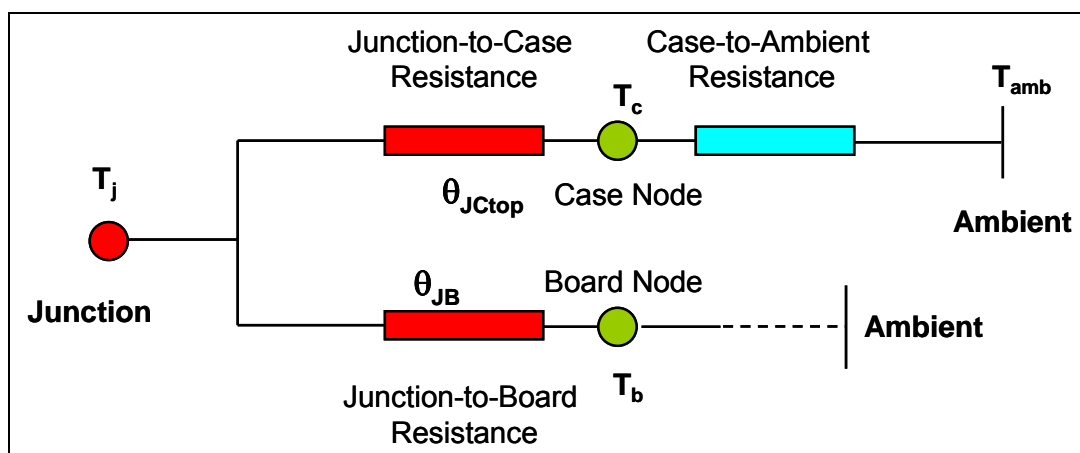 Junction-to-Case
Resistance
Case-to-Ambient
Resistance
Tc
Tamb
Tj
θJCtop
Case Node
Ambient
Junction
θJB
Board Node
Ambient
Tb
Junction-to-Board
Resistance